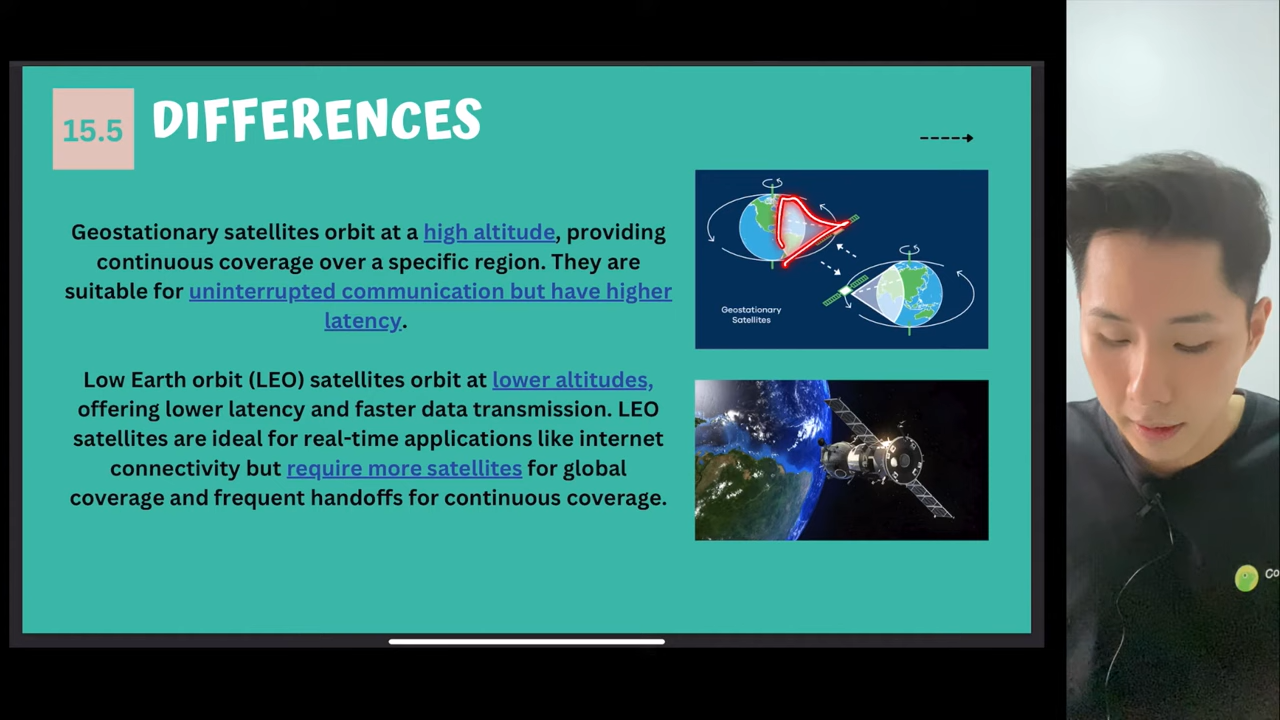 15.5
DIFFERENCES
Geostationary satellites orbit at a high altitude, providing
continuous coverage over a specific region. They are
suitable for uninterrupted communication but have higher
latency.
Low Earth orbit (LEO) satellites orbit at lower altitudes,
offering lower latency and faster data transmission. LEO
satellites are ideal for real-time applications like internet
connectivity but require more satellites for global
coverage and frequent handoffs for continuous coverage.
Geostationary
Satellites
Co